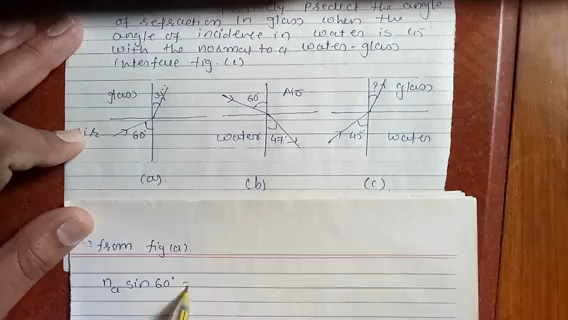 predict the angle
of refraction in glass when the
angle of incidence in water is 45°
with the normal to a water-glass
interface fig. (c)
glass
60°
(a)
60°
Air
water
47°
(b)
?
glass
45°
water
(c)
from fig (a).
na sin 60° =